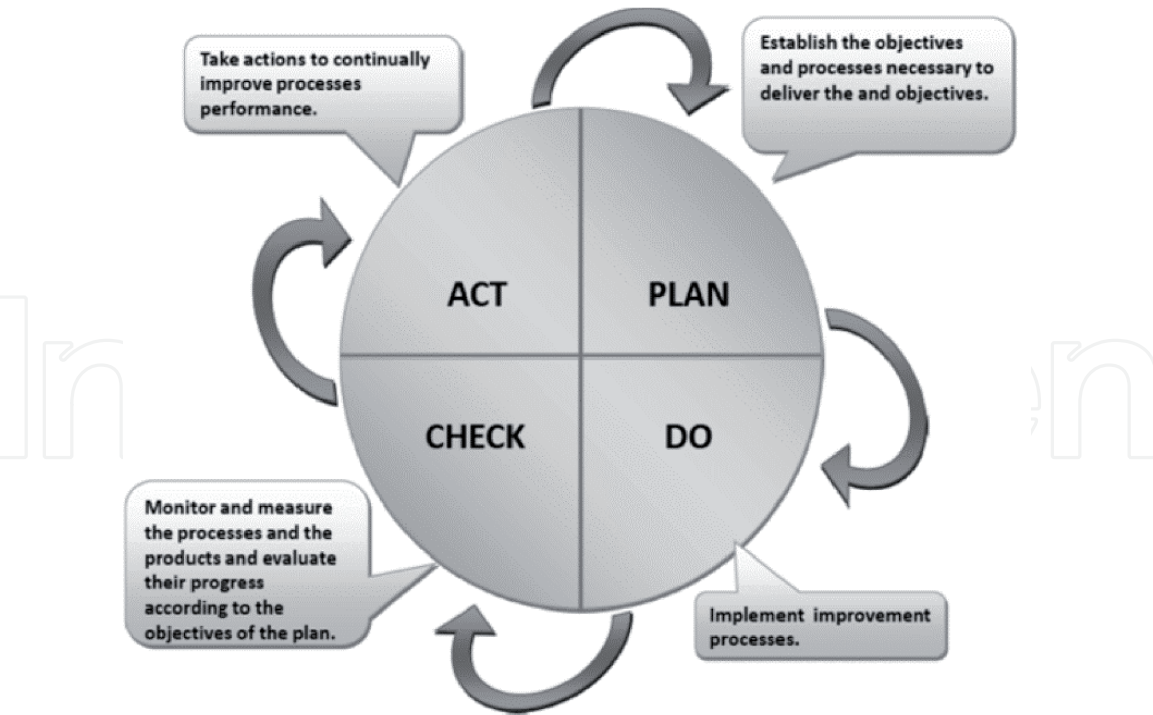 Take actions to continually
improve processes
performance.
Establish the objectives
and processes necessary to
deliver the and objectives.
ACT
PLAN
CHECK
DO
Monitor and measure
the processes and the
products and evaluate
their progress
according to the
objectives of the plan.
Implement improvement
processes.